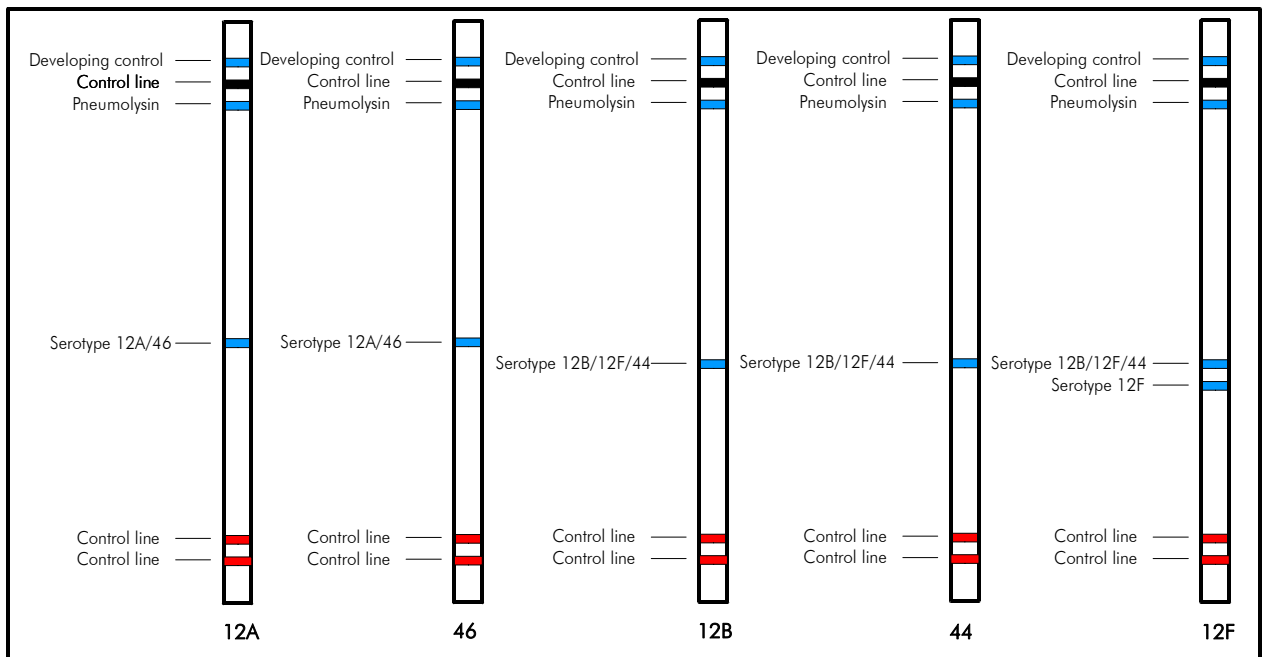 Developing control
Control line
Pneumolysin
Serotype 12A/46
Control line
Control line
12A
Developing control
Control line
Pneumolysin
Serotype 12A/46
Control line
Control line
46
Developing control
Control line
Pneumolysin
Serotype 12B/12F/44
Control line
Control line
12B
Developing control
Control line
Pneumolysin
Serotype 12B/12F/44
Control line
Control line
44
Developing control
Control line
Pneumolysin
Serotype 12B/12F/44
Serotype 12F
Control line
Control line
12F